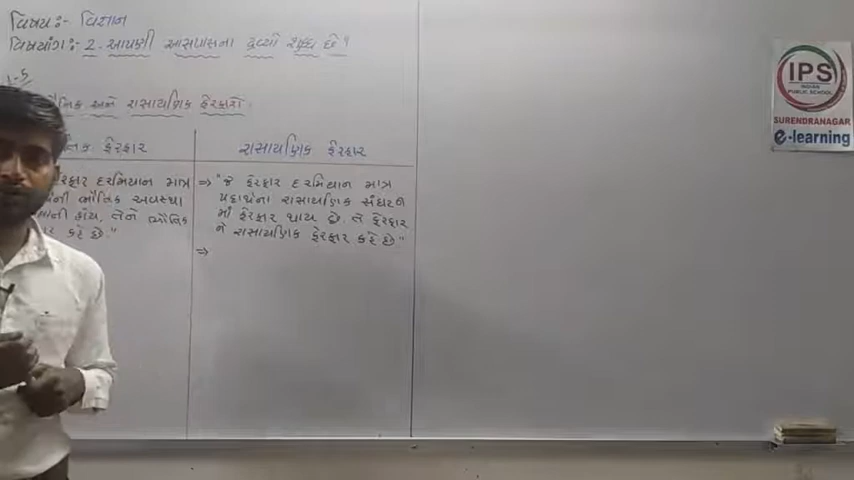 વિષય:- વિજ્ઞાન
વિષયાંગ:- 2. આપણી આસપાસના દ્રવ્યો શુદ્ધ છે?
અને રાસાયણિક ફેરફારો
ફેરફાર
રાસાયણિક ફેરફાર
ફેરફાર દરમિયાન માત્ર
ભૌતિક અવસ્થા
હોય, તેને ભૌતિક
કહે છે."
⇒ "જે ફેરફાર દરમિયાન માત્ર
પદાર્થના રાસાયણિક સંઘટન
માં ફેરફાર થાય છે. તે ફેરફાર
ને રાસાયણિક ફેરફાર કહે છે"
⇒
IPS
INDIAN
PUBLIC SCHOOL
SURENDRANAGAR
e-Learning